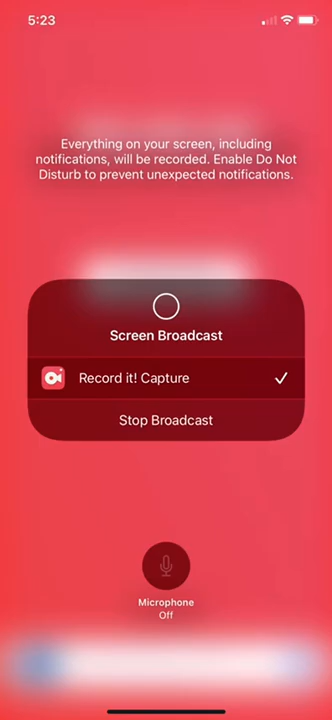 5:23
Everything on your screen, including
notifications, will be recorded. Enable Do Not
Disturb to prevent unexpected notifications.
Screen Broadcast
Record it! Capture
Stop Broadcast
Microphone
Off